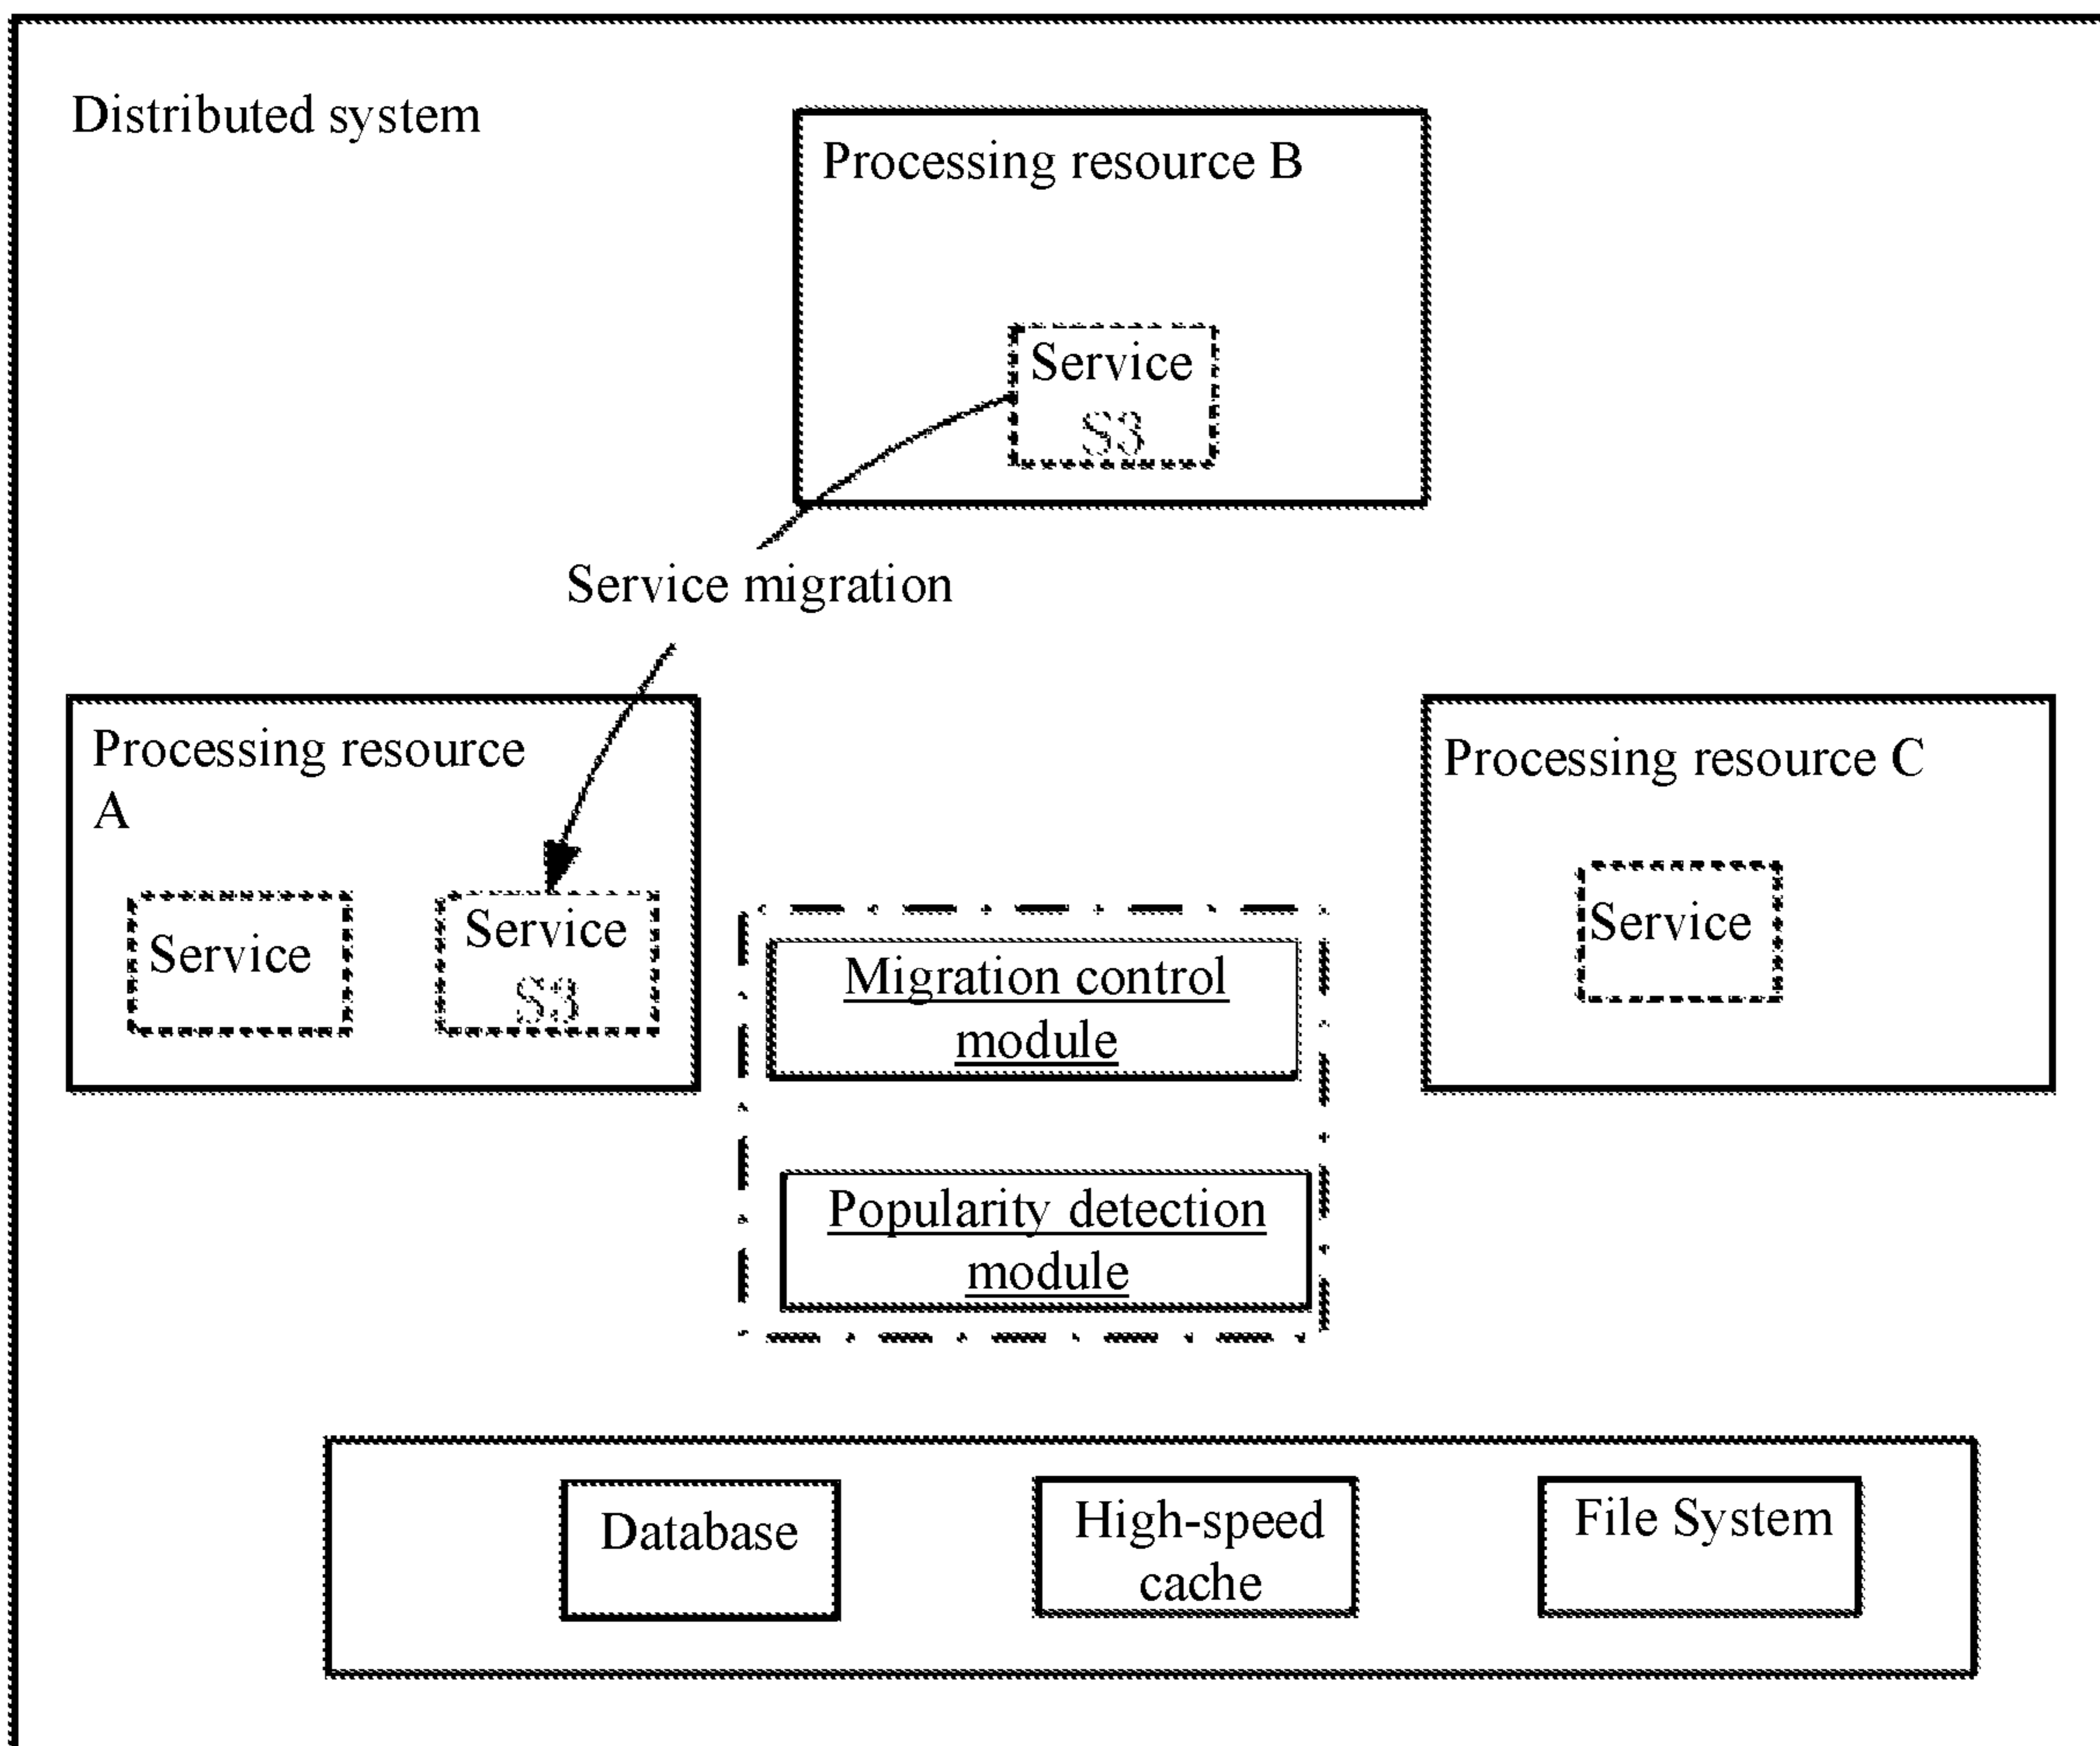 Distributed system
Processing resource B
Service
S3
Service migration
Processing resource
A
Service
Service
S3
Processing resource C
Service
Migration control
module
Popularity detection
module
Database
High-speed
cache
File System